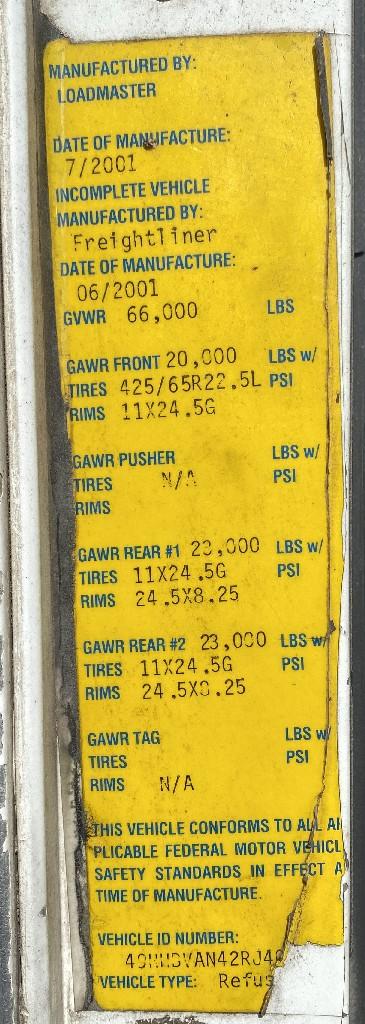 MANUFACTURED BY:
LOADMASTER
DATE OF MANUFACTURE:
7/2001
INCOMPLETE VEHICLE
MANUFACTURED BY:
Freightliner
DATE OF MANUFACTURE:
06/2001
GVWR 66,000 LBS
GAWR FRONT 20,000 LBS w/
TIRES 425/65R22.5L PSI
RIMS 11X24.5G
GAWR PUSHER LBS w/
TIRES N/A PSI
RIMS
GAWR REAR #1 23,000 LBS w/
TIRES 11X24.5G PSI
RIMS 24.5X8.25
GAWR REAR #2 23,000 LBS w/
TIRES 11X24.5G PSI
RIMS 24.5X8.25
GAWR TAG LBS w/
TIRES PSI
RIMS N/A
THIS VEHICLE CONFORMS TO ALL AP
PLICABLE FEDERAL MOTOR VEHICL
SAFETY STANDARDS IN EFFECT A
TIME OF MANUFACTURE.
VEHICLE ID NUMBER:
VEHICLE TYPE: Refus